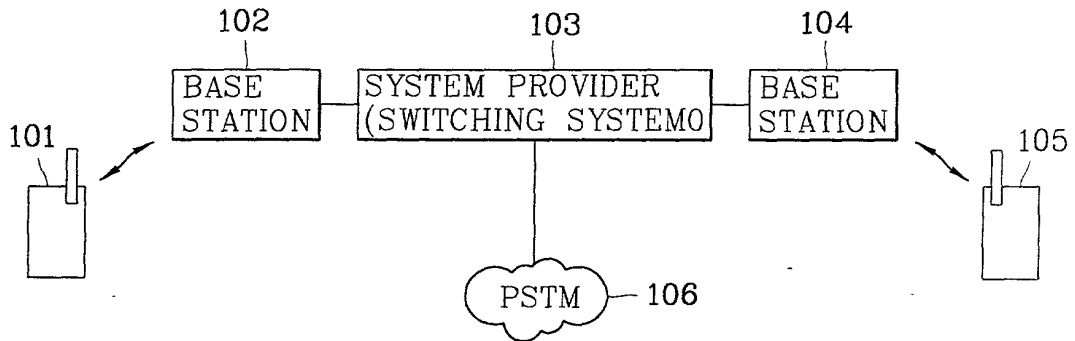 102
103
104
BASE
STATION
SYSTEM PROVIDER
(SWITCHING SYSTEMO
BASE
STATION
101
105
PSTM
106